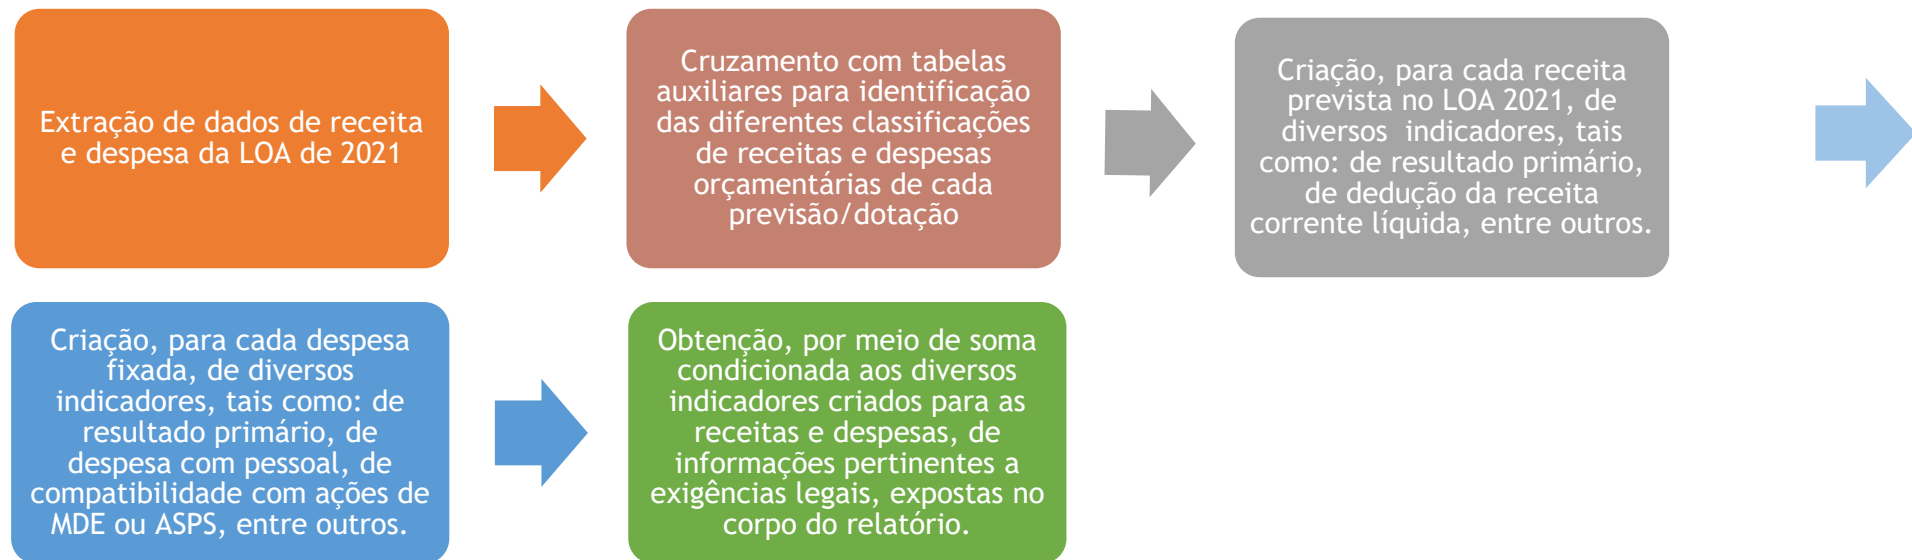 Extração de dados de receita
e despesa da LOA de 2021
Cruzamento com tabelas
auxiliares para identificação
das diferentes classificações
de receitas e despesas
orçamentárias de cada
previsão/dotação
Criação, para cada receita
prevista no LOA 2021, de
diversos  indicadores, tais
como: de resultado primário,
de dedução da receita
corrente líquida, entre outros.
Criação, para cada despesa
fixada, de diversos
indicadores, tais como: de
resultado primário, de
despesa com pessoal, de
compatibilidade com ações de
MDE ou ASPS, entre outros.
Obtenção, por meio de soma
condicionada aos diversos
indicadores criados para as
receitas e despesas, de
informações pertinentes a
exigências legais, expostas no
corpo do relatório.